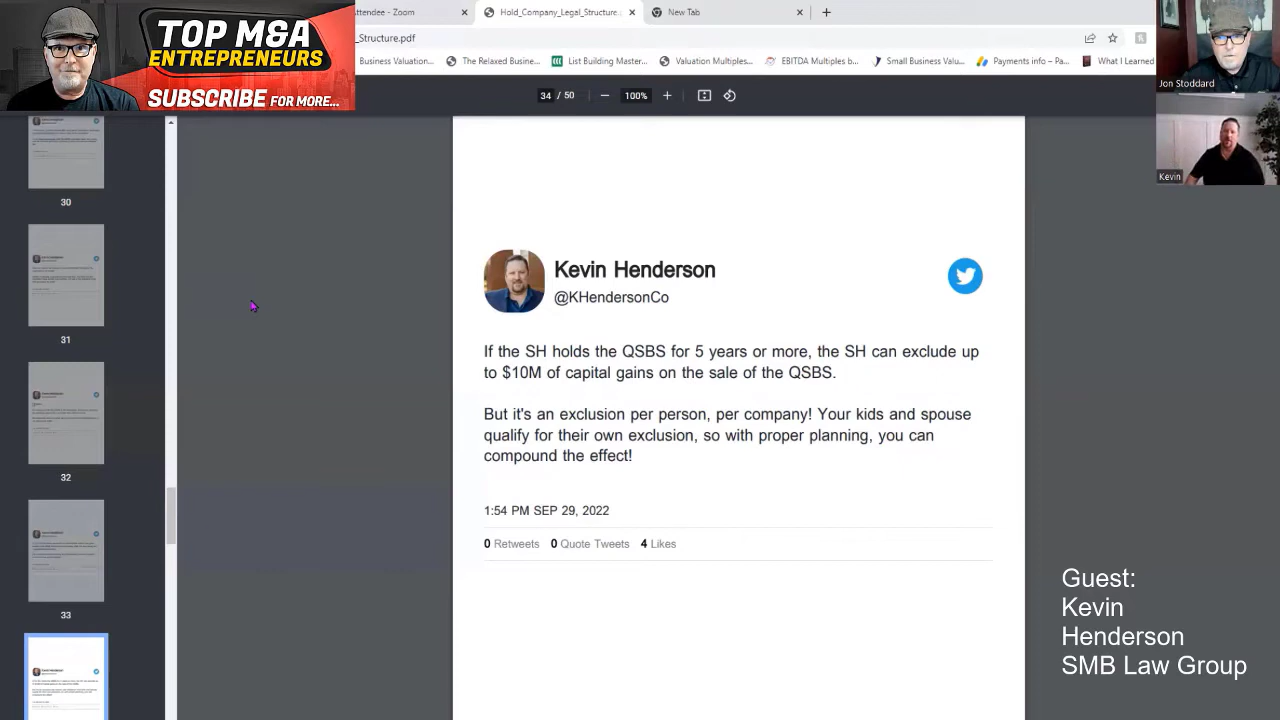 TOP M&A
ENTREPRENEURS
SUBSCRIBE FOR MORE...
ttendee - Zoom
Hold_Company_Legal_Structure.
New Tab
_Structure.pdf
Business Valuation...
The Relaxed Busine...
List Building Master...
Valuation Multiples...
EBITDA Multiples b...
Small Business Valu...
Payments info – Pa...
What I Learned
34 / 50
100%
Jon Stoddard
Kevin
30
31
32
33
Kevin Henderson
@KHendersonCo
If the SH holds the QSBS for 5 years or more, the SH can exclude up
to $10M of capital gains on the sale of the QSBS.
But it's an exclusion per person, per company! Your kids and spouse
qualify for their own exclusion, so with proper planning, you can
compound the effect!
1:54 PM SEP 29, 2022
0 Retweets 0 Quote Tweets 4 Likes
Guest:
Kevin
Henderson
SMB Law Group